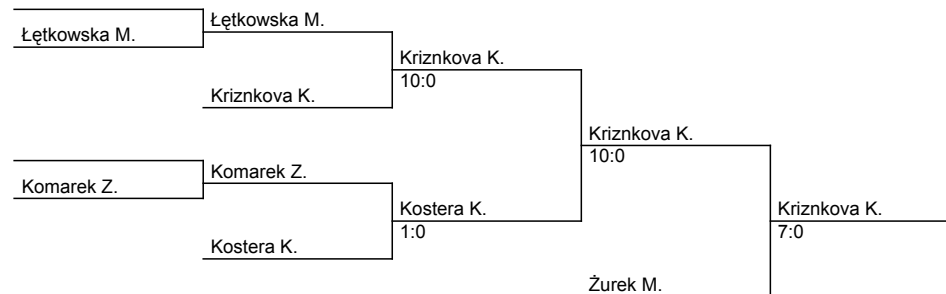 Łętkowska M.
Łętkowska M.
Kriznkova K.
10:0
Kriznkova K.
Kriznkova K.
10:0
Komarek Z.
Komarek Z.
Kostera K.
1:0
Kriznkova K.
7:0
Kostera K.
Żurek M.